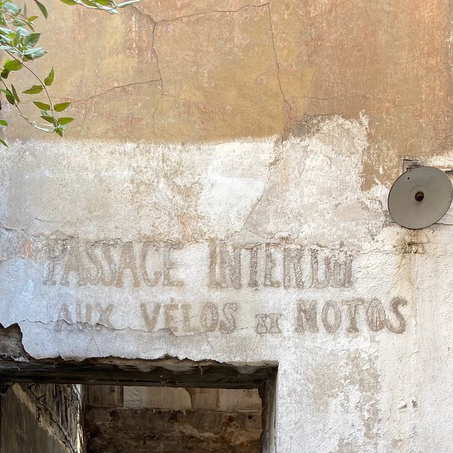 PASSAGE INTERDIT
AUX VÉLOS ET MOTOS